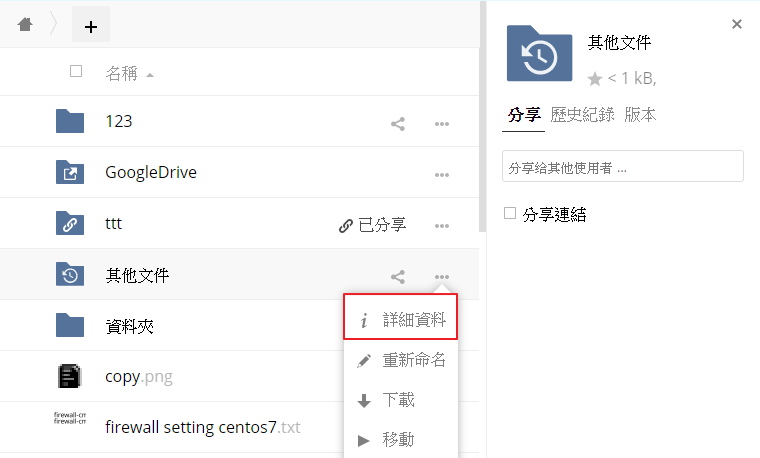 名稱
123
GoogleDrive
ttt
已分享
其他文件
資料夾
copy.png
firewall setting centos7.txt
firewall-cm
firewall-cm
詳細資料
重新命名
下載
移動
其他文件
< 1 kB,
分享 歷史紀錄 版本
分享给其他使用者 ...
分享連結